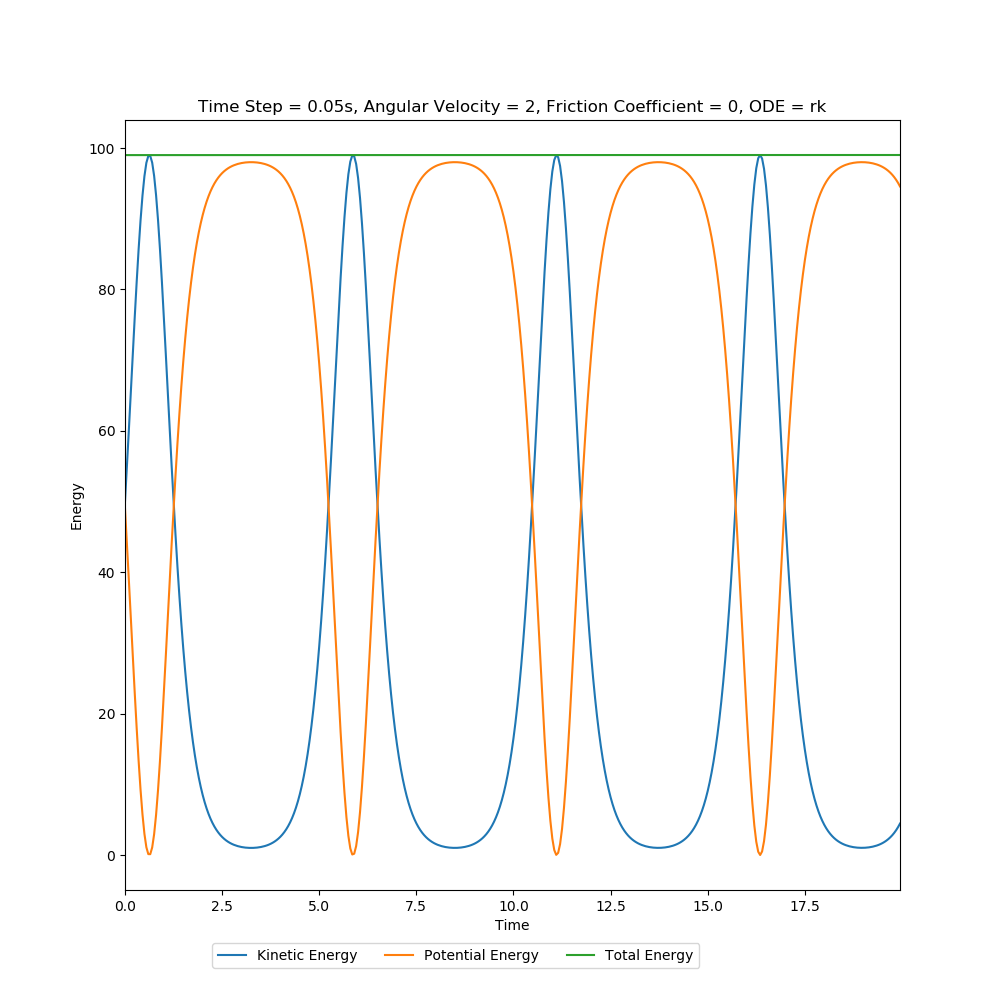 Time Step = 0.05s, Angular Velocity = 2, Friction Coefficient = 0, ODE = rk
100
80
60
40
20
0
Energy
0.0 2.5 5.0 7.5 10.0 12.5 15.0 17.5
Time
Kinetic Energy Potential Energy Total Energy